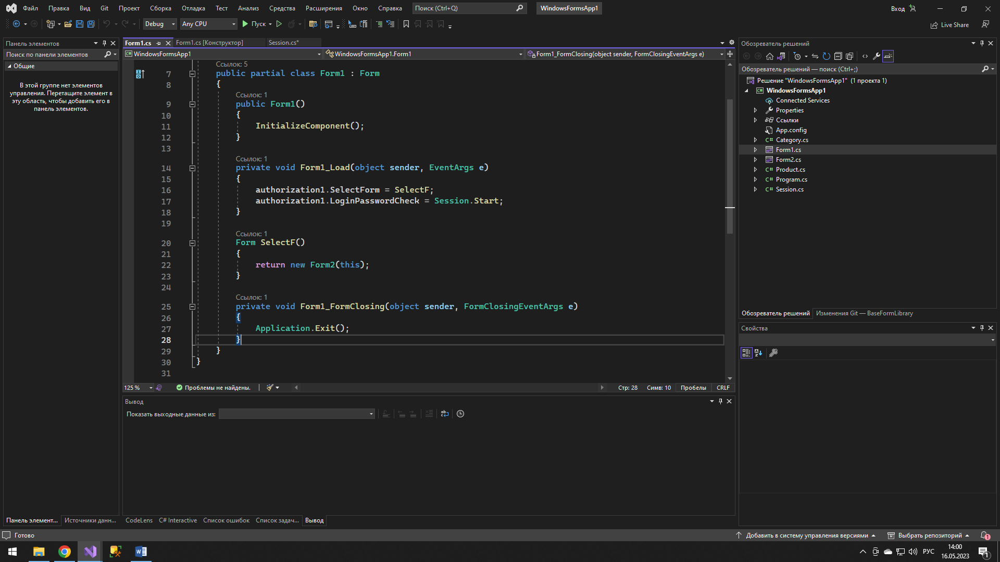 Файл Правка Вид Git Проект Сборка Отладка Тест Анализ Средства Расширения Окно Справка Поиск (Ctrl+Q) WindowsFormsApp1 Вход
Debug Any CPU Пуск Live Share
Панель элементов
Поиск по панели элементов
Общие
В этой группе нет элементов
управления. Перетащите элемент в
эту область, чтобы добавить его в
панель элементов.
Form1.cs Form1.cs [Конструктор] Session.cs*
C# WindowsFormsApp1 WindowsFormsApp1.Form1 Form1_FormClosing(object sender, FormClosingEventArgs e)
Ссылок: 5
7 public partial class Form1 : Form
8 {
Ссылок: 1
9 public Form1()
10 {
11 InitializeComponent();
12 }
13
Ссылок: 1
14 private void Form1_Load(object sender, EventArgs e)
15 {
16 authorization1.SelectForm = SelectF;
17 authorization1.LoginPasswordCheck = Session.Start;
18 }
19
Ссылок: 1
20 Form SelectF()
21 {
22 return new Form2(this);
23 }
24
Ссылок: 1
25 private void Form1_FormClosing(object sender, FormClosingEventArgs e)
26 {
27 Application.Exit();
28 }
29 }
30 }
31
125 % Проблемы не найдены. Стр: 28 Симв: 10 Пробелы CRLF
Вывод
Показать выходные данные из:
Панель элемент... Источники данн... CodeLens C# Interactive Список ошибок Список задач... Вывод
Обозреватель решений
Обозреватель решений — поиск (Ctrl+;)
Решение "WindowsFormsApp1" (1 проекта 1)
C# WindowsFormsApp1
Connected Services
Properties
Ссылки
App.config
C# Category.cs
Form1.cs
Form2.cs
C# Product.cs
C# Program.cs
C# Session.cs
Обозреватель решений Изменения Git — BaseFormLibrary
Свойства
Готово Добавить в систему управления версиями Выбрать репозиторий 1
РУС 14:00
16.05.2023 1